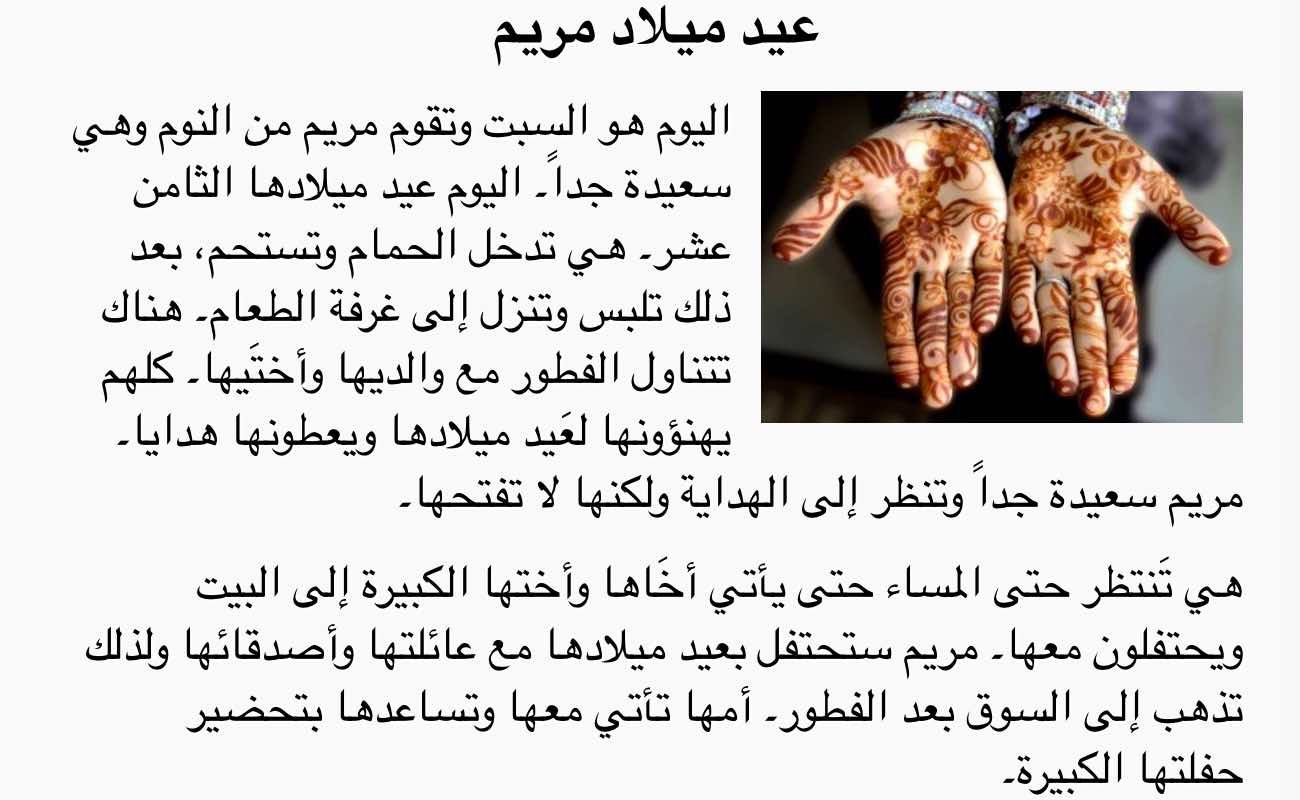 عيد ميلاد مريم
اليوم هو السبت وتقوم مريم من النوم وهي
سعيدة جداً۔ اليوم عيد ميلادها الثامن
عشر۔ هي تدخل الحمام وتستحم، بعد
ذلك تلبس وتنزل إلى غرفة الطعام۔ هناك
تتناول الفطور مع والديها وأختَيها۔ كلهم
يهنؤونها لعَيد ميلادها ويعطونها هدايا۔
مريم سعيدة جداً وتنظر إلى الهداية ولكنها لا تفتحها۔
هي تَنتظر حتى المساء حتى يأتي أخَاها وأختها الكبيرة إلى البيت
ويحتفلون معها۔ مريم ستحتفل بعيد ميلادها مع عائلتها وأصدقائها ولذلك
تذهب إلى السوق بعد الفطور۔ أمها تأتي معها وتساعدها بتحضير
حفلتها الكبيرة۔